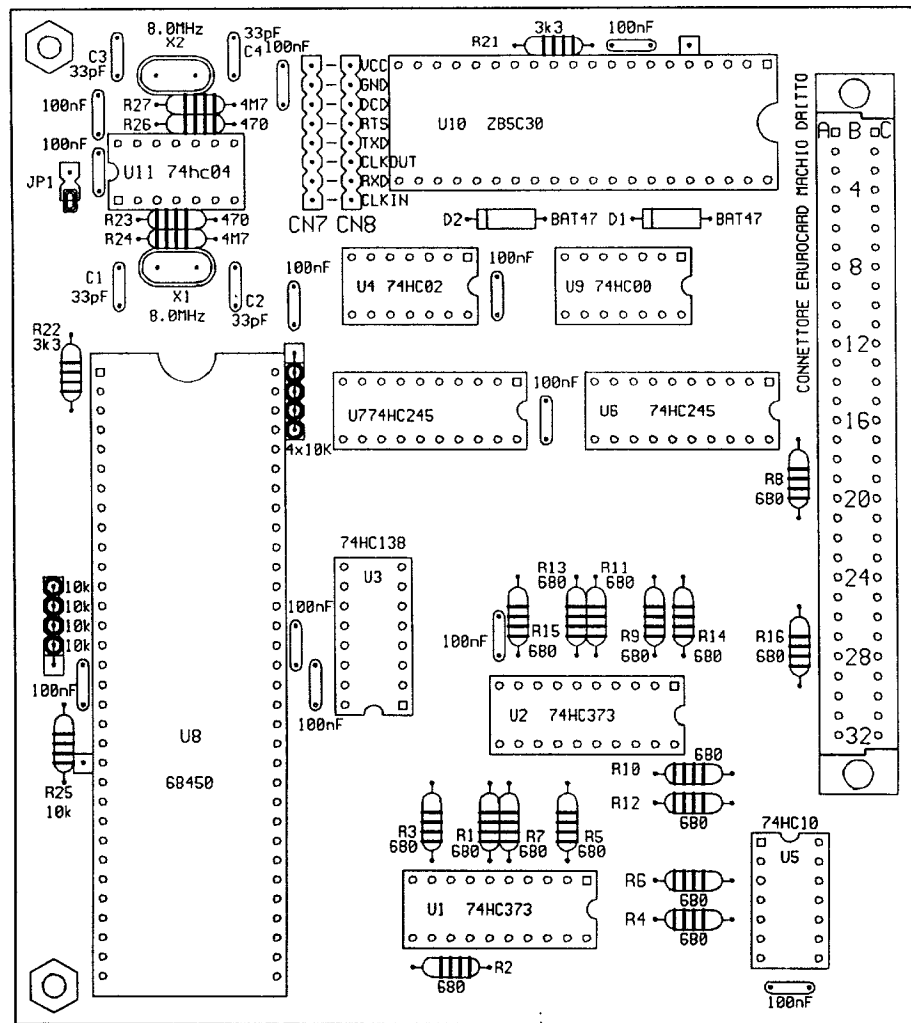 8.0MHz
X2
C3
33pF
33pF
C4
100nF
R21
3k3
100nF
100nF
R27
4M7
R26
470
100nF
U11 74hc04
JP1
R23
470
R24
4M7
C1
33pF
X1
8.0MHz
C2
33pF
VCC
GND
DCD
RTS
TXD
CLKOUT
RXD
CLKIN
CN7
CN8
U10 Z85C30
D2
BAT47
D1
BAT47
100nF
U4 74HC02
100nF
U9 74HC00
CONNETTORE ERUROCARD MACHIO DRITTO
A B C
4
8
12
16
20
24
28
32
R22
3k3
4x10K
U774HC245
100nF
U6 74HC245
R8
680
74HC138
U3
10k
10k
10k
10k
100nF
100nF
100nF
R13
680
R11
680
100nF
R15
680
R9
680
R14
680
R16
680
U2 74HC373
U8
68450
R25
10k
R10
680
R12
680
R3
680
R1
680
R7
680
R5
680
74HC10
U5
U1 74HC373
R6
680
R4
680
R2
680
100nF